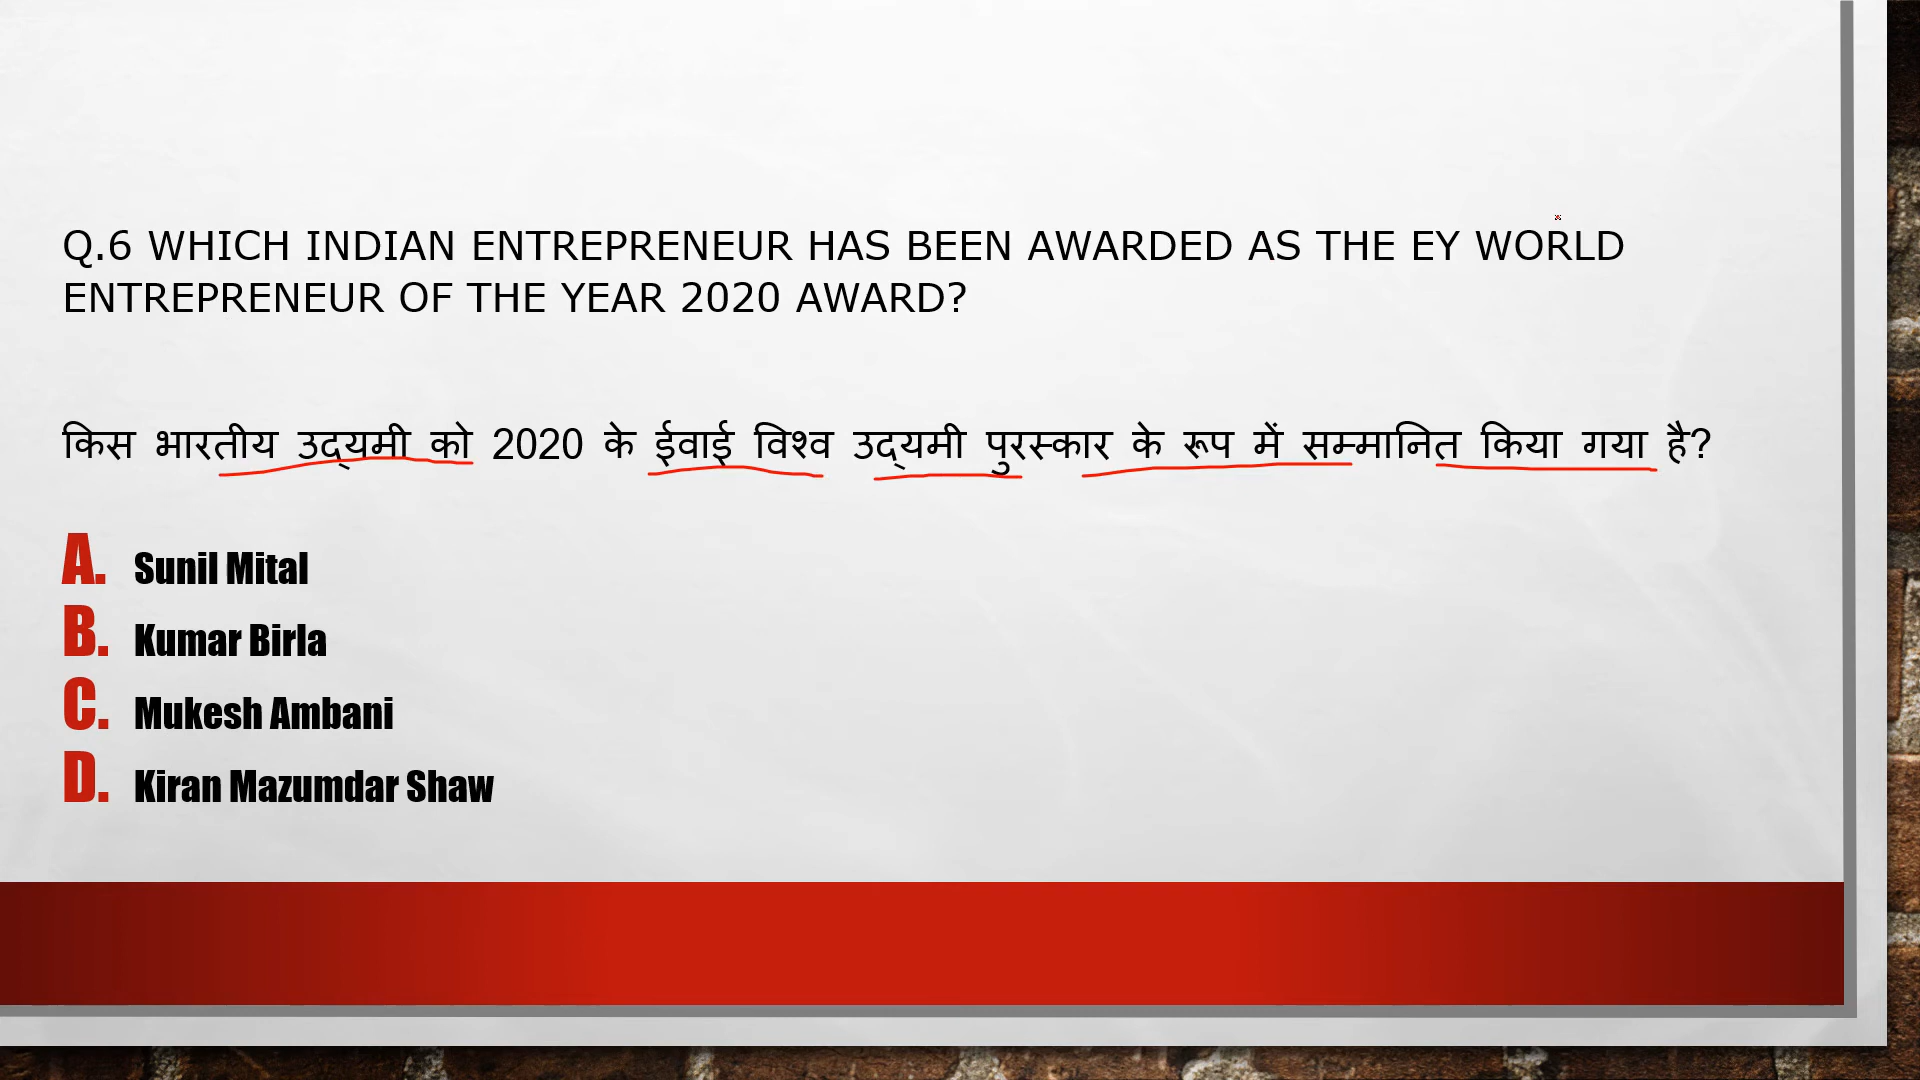 Q.6 WHICH INDIAN ENTREPRENEUR HAS BEEN AWARDED AS THE EY WORLD
ENTREPRENEUR OF THE YEAR 2020 AWARD?
किस भारतीय उद्यमी को 2020 के ईवाई विश्व उद्यमी पुरस्कार के रूप में सम्मानित किया गया है?
A. Sunil Mital
B. Kumar Birla
C. Mukesh Ambani
D. Kiran Mazumdar Shaw